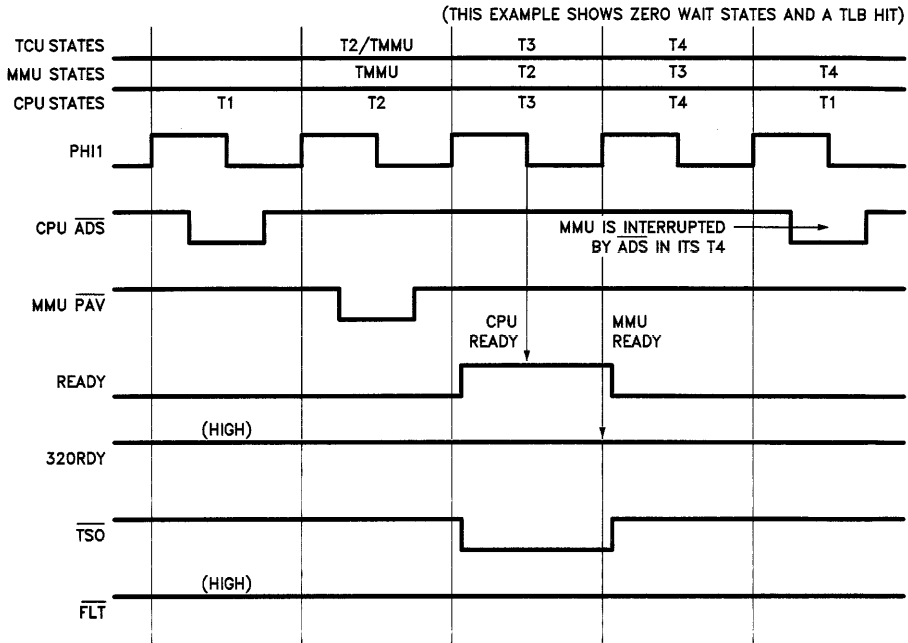 (THIS EXAMPLE SHOWS ZERO WAIT STATES AND A TLB HIT)
TCU STATES T2/TMMU T3 T4
MMU STATES TMMU T2 T3 T4
CPU STATES T1 T2 T3 T4 T1
PHI1
CPU ADS
MMU IS INTERRUPTED
BY ADS IN ITS T4
MMU PAV
CPU
READY
MMU
READY
READY
(HIGH)
320RDY
TSO
(HIGH)
FLT